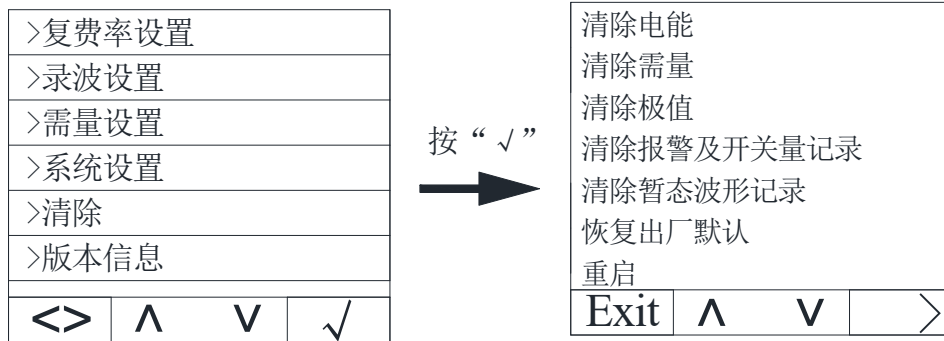 >复费率设置
>录波设置
>需量设置
>系统设置
>清除
>版本信息
<> ∧ ∨ √
按“√”
清除电能
清除需量
清除极值
清除报警及开关量记录
清除暂态波形记录
恢复出厂默认
重启
Exit ∧ ∨ >